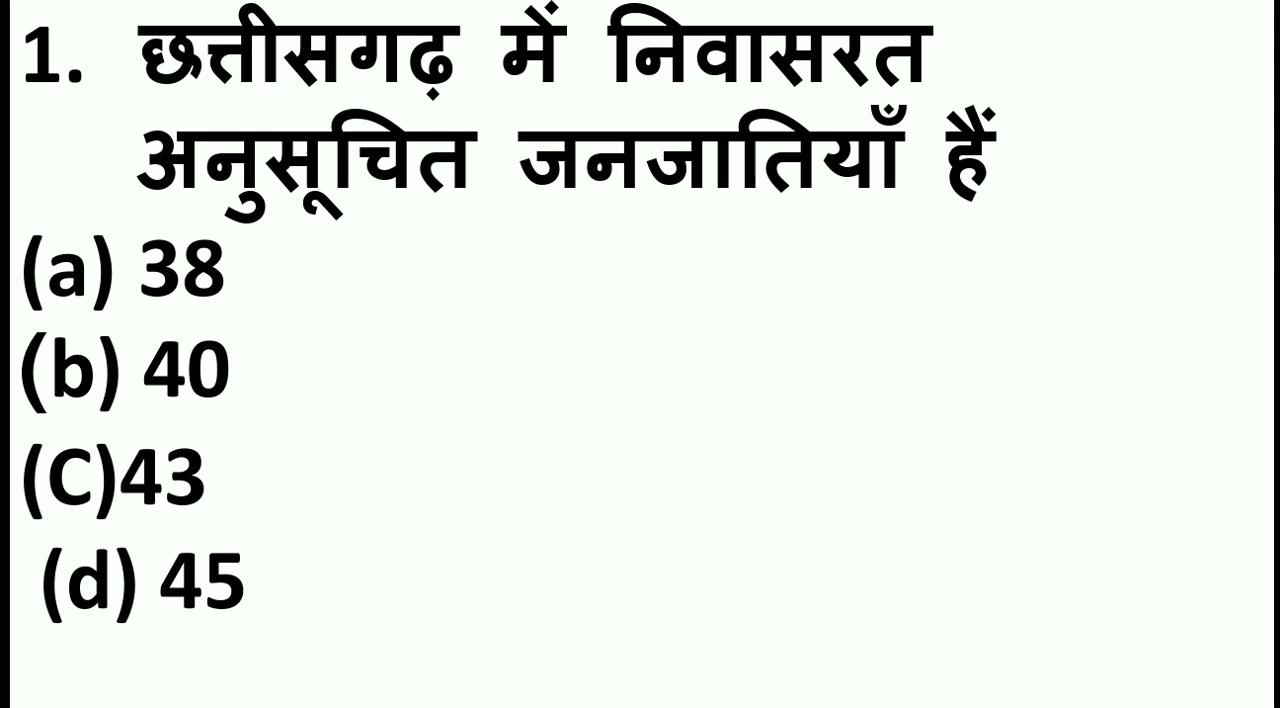 1. छत्तीसगढ़ में निवासरत
अनुसूचित जनजातियाँ हैं
(a) 38
(b) 40
(C)43
(d) 45